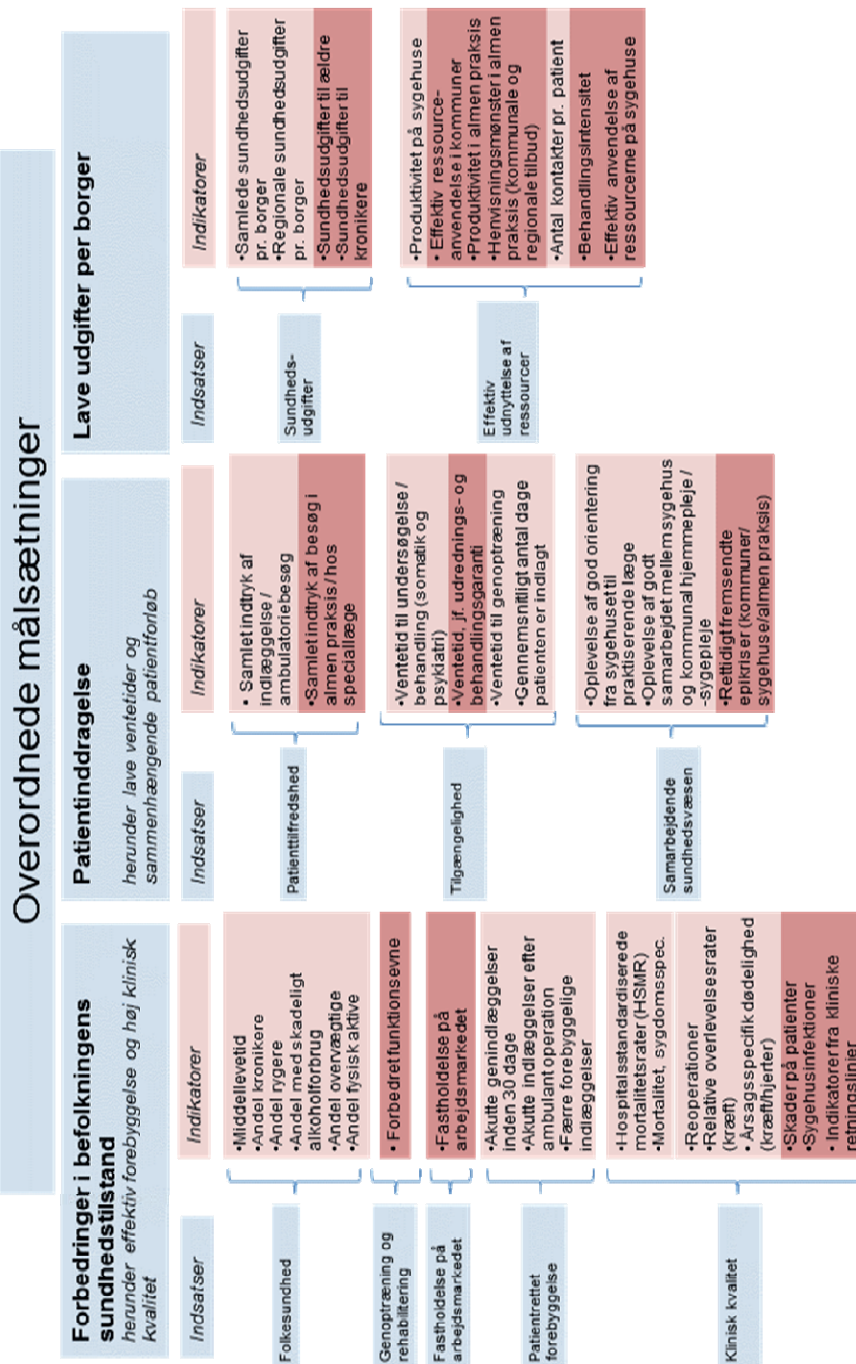 Overordnede målsætninger
Forbedringer i befolkningens
sundhedstilstand
herunder effektiv forebyggelse og høj klinisk
kvalitet
Indsatser
Indikatorer
Folkesundhed
•Middellevetid
•Andel kronikere
•Andel rygere
•Andel med skadeligt
alkoholforbrug
•Andel overvægtige
•Andel fysisk aktive
Genoptræning og
rehabilitering
• Forbedret funktionsevne
Fastholdelse på
arbejdsmarkedet
•Fastholdelse på
arbejdsmarkedet
Patientrettet
forebyggelse
•Akutte genindlæggelser
inden 30 dage
•Akutte indlæggelser efter
ambulant operation
•Færre forebyggelige
indlæggelser
Klinisk kvalitet
•Hospitalsstandardiserede
mortalitetsrater (HSMR)
•Mortalitet, sygdomsspec.
•Reoperationer
•Relative overlevelsesrater
(kræft)
• Årsagsspecifik dødelighed
(kræft/hjerter)
•Skader på patienter
•Sygehusinfektioner
• Indikatorer fra kliniske
retningslinjer
Patientinddragelse
herunder lave ventetider og
sammenhængende patientforløb
Indsatser
Indikatorer
Patienttilfredshed
• Samlet indtryk af
indlæggelse /
ambulatoriebesøg
•Samlet indtryk af besøg i
almen praksis / hos
speciallæge
Tilgængelighed
•Ventetid til undersøgelse /
behandling (somatik og
psykiatri)
•Ventetid, jf. udrednings- og
behandlingsgaranti
•Ventetid til genoptræning
•Gennemsnitligt antal dage
patienten er indlagt
Samarbejdende
sundhedsvæsen
•Oplevelse af god orientering
fra sygehuset til
praktiserende læge
•Oplevelse af godt
samarbejdet mellem sygehus
og kommunal hjemmepleje /
-sygepleje
•Rettidigt fremsendte
epikriser (kommuner/
sygehuse/almen praksis)
Lave udgifter per borger
Indsatser
Indikatorer
Sundheds-
udgifter
•Samlede sundhedsudgifter
pr. borger
•Regionale sundhedsudgifter
pr. borger
•Sundhedsudgifter til ældre
•Sundhedsudgifter til
kronikere
Effektiv
udnyttelse af
ressourcer
•Produktivitet på sygehuse
• Effektiv ressource-
anvendelse i kommuner
•Produktivitet i almen praksis
•Henvisningsmønster i almen
praksis (kommunale og
regionale tilbud)
•Antal kontakter pr. patient
•Behandlingsintensitet
•Effektiv anvendelse af
ressourcerne på sygehuse